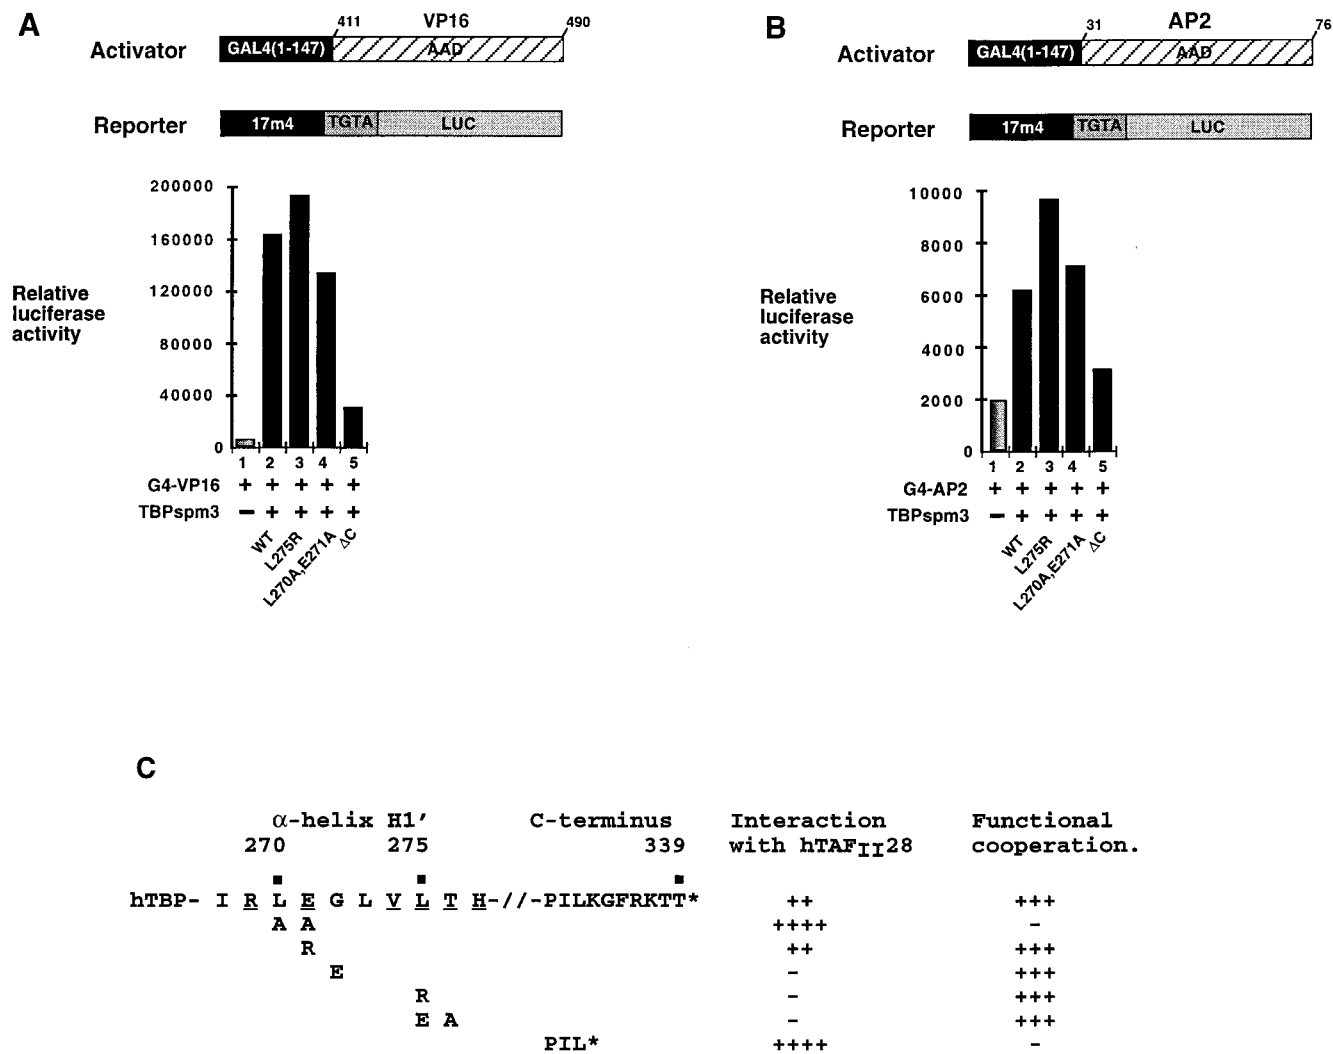 A
VP16
411
490
Activator
GAL4(1-147)
AAD
Reporter
17m4
TGTA
LUC
200000
160000
120000
80000
40000
0
Relative
luciferase
activity
1 2 3 4 5
G4-VP16 + + + + +
TBPspm3 − + + + +
WT
L275R
L270A,E271A
ΔC
B
AP2
31
76
Activator
GAL4(1-147)
AAD
Reporter
17m4
TGTA
LUC
10000
8000
6000
4000
2000
0
Relative
luciferase
activity
1 2 3 4 5
G4-AP2 + + + + +
TBPspm3 − + + + +
WT
L275R
L270A,E271A
ΔC
C
α-helix H1' C-terminus Interaction Functional
270 275 339 with hTAFII28 cooperation.
hTBP- I R L E G L V L T H-//-PILKGFRKTT* ++ +++
A A ++++ -
R ++ +++
E - +++
R - +++
E A - +++
PIL* ++++ -